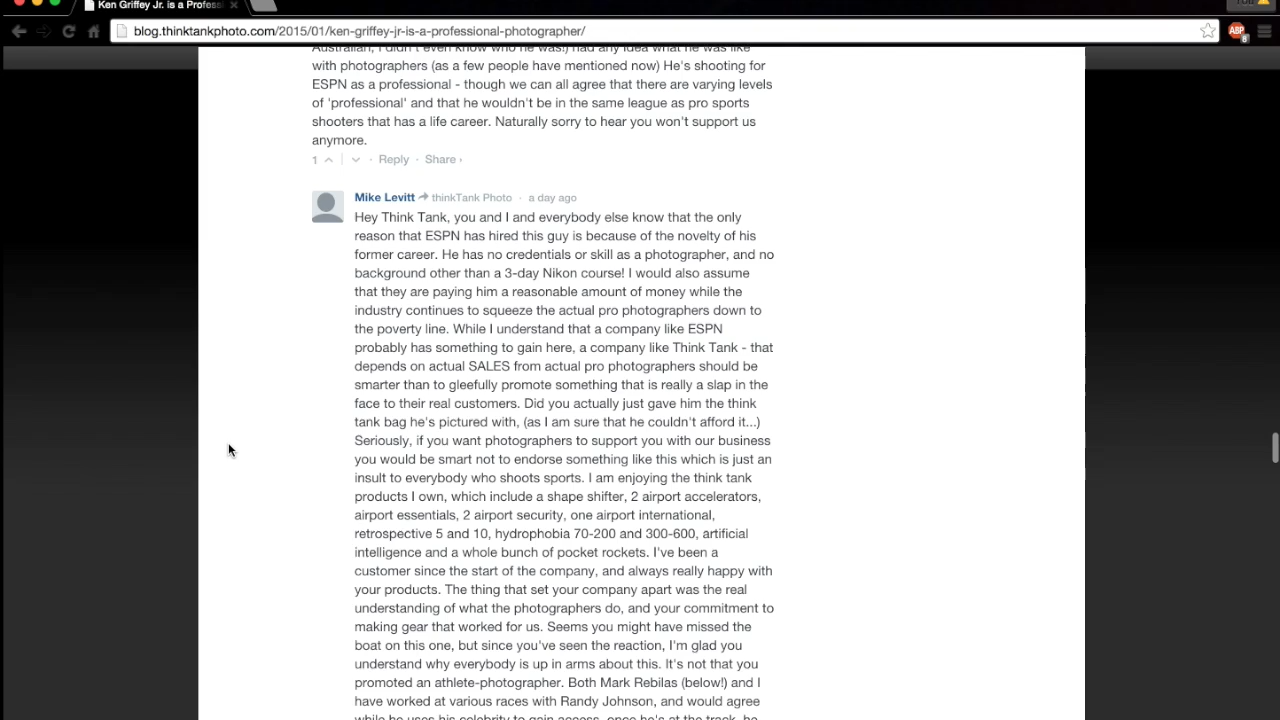 Ken Griffey Jr. is a Profess
blog.thinktankphoto.com/2015/01/ken-griffey-jr-is-a-professional-photographer/
ABP
8
Australian, I didn't even know who he was!) had any idea what he was like
with photographers (as a few people have mentioned now) He's shooting for
ESPN as a professional - though we can all agree that there are varying levels
of 'professional' and that he wouldn't be in the same league as pro sports
shooters that has a life career. Naturally sorry to hear you won't support us
anymore.
1 Reply · Share ›
Mike Levitt thinkTank Photo · a day ago
Hey Think Tank, you and I and everybody else know that the only
reason that ESPN has hired this guy is because of the novelty of his
former career. He has no credentials or skill as a photographer, and no
background other than a 3-day Nikon course! I would also assume
that they are paying him a reasonable amount of money while the
industry continues to squeeze the actual pro photographers down to
the poverty line. While I understand that a company like ESPN
probably has something to gain here, a company like Think Tank - that
depends on actual SALES from actual pro photographers should be
smarter than to gleefully promote something that is really a slap in the
face to their real customers. Did you actually just gave him the think
tank bag he's pictured with, (as I am sure that he couldn't afford it...)
Seriously, if you want photographers to support you with our business
you would be smart not to endorse something like this which is just an
insult to everybody who shoots sports. I am enjoying the think tank
products I own, which include a shape shifter, 2 airport accelerators,
airport essentials, 2 airport security, one airport international,
retrospective 5 and 10, hydrophobia 70-200 and 300-600, artificial
intelligence and a whole bunch of pocket rockets. I've been a
customer since the start of the company, and always really happy with
your products. The thing that set your company apart was the real
understanding of what the photographers do, and your commitment to
making gear that worked for us. Seems you might have missed the
boat on this one, but since you've seen the reaction, I'm glad you
understand why everybody is up in arms about this. It's not that you
promoted an athlete-photographer. Both Mark Rebilas (below!) and I
have worked at various races with Randy Johnson, and would agree
while he uses his celebrity to gain access, once he's at the track, he